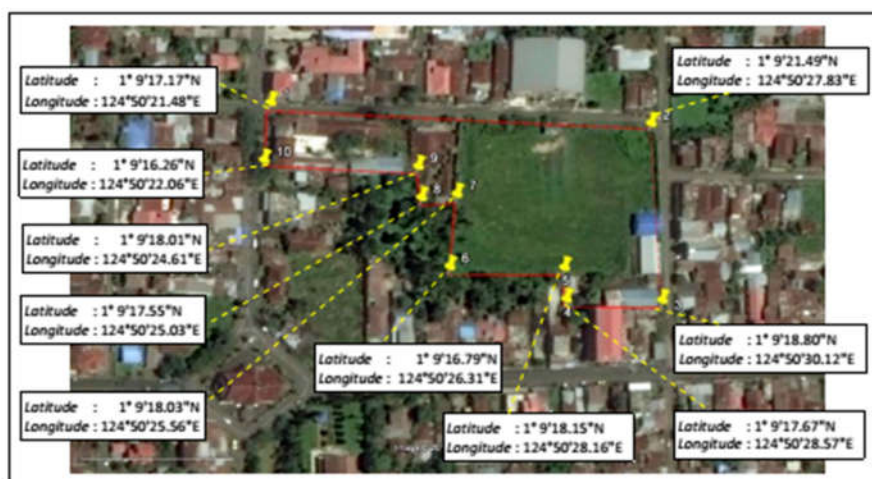 Latitude : 1° 9'17.17"N
Longitude : 124°50'21.48"E
Latitude : 1° 9'21.49"N
Longitude : 124°50'27.83"E
2
10
9
Latitude : 1° 9'16.26"N
Longitude : 124°50'22.06"E
8
7
Latitude : 1° 9'18.01"N
Longitude : 124°50'24.61"E
6
5
4
3
Latitude : 1° 9'17.55"N
Longitude : 124°50'25.03"E
Latitude : 1° 9'16.79"N
Longitude : 124°50'26.31"E
Latitude : 1° 9'18.80"N
Longitude : 124°50'30.12"E
Latitude : 1° 9'18.03"N
Longitude : 124°50'25.56"E
Latitude : 1° 9'18.15"N
Longitude : 124°50'28.16"E
Latitude : 1° 9'17.67"N
Longitude : 124°50'28.57"E